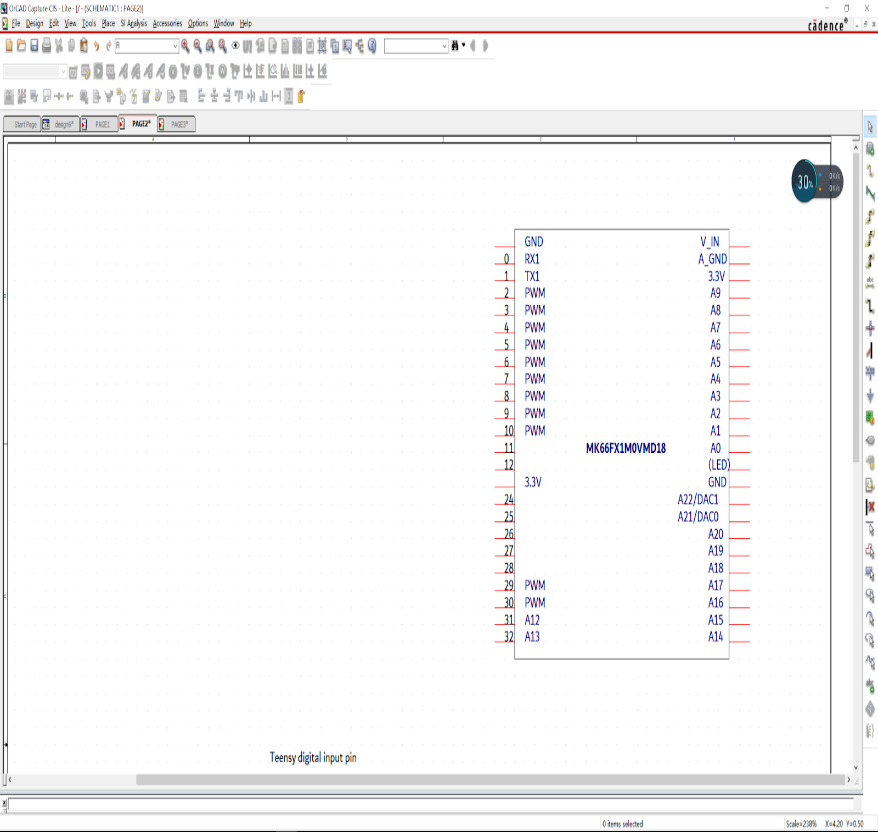 OrCAD Capture CIS - Lite - [/ - (SCHEMATIC1 : PAGE2)]
File Design Edit View Tools Place SI Analysis Accessories Options Window Help
cādence®
Start Page design6* PAGE1 PAGE2* PAGE3*
30%
0K/s
0K/s
GND V_IN
0 RX1 A_GND
1 TX1 3.3V
2 PWM A9
3 PWM A8
4 PWM A7
5 PWM A6
6 PWM A5
7 PWM A4
8 PWM A3
9 PWM A2
10 PWM A1
11 MK66FX1M0VMD18 A0
12 (LED)
3.3V GND
24 A22/DAC1
25 A21/DAC0
26 A20
27 A19
28 A18
29 PWM A17
30 PWM A16
31 A12 A15
32 A13 A14
Teensy digital input pin
0 items selected Scale=238% X=4.20 Y=0.50